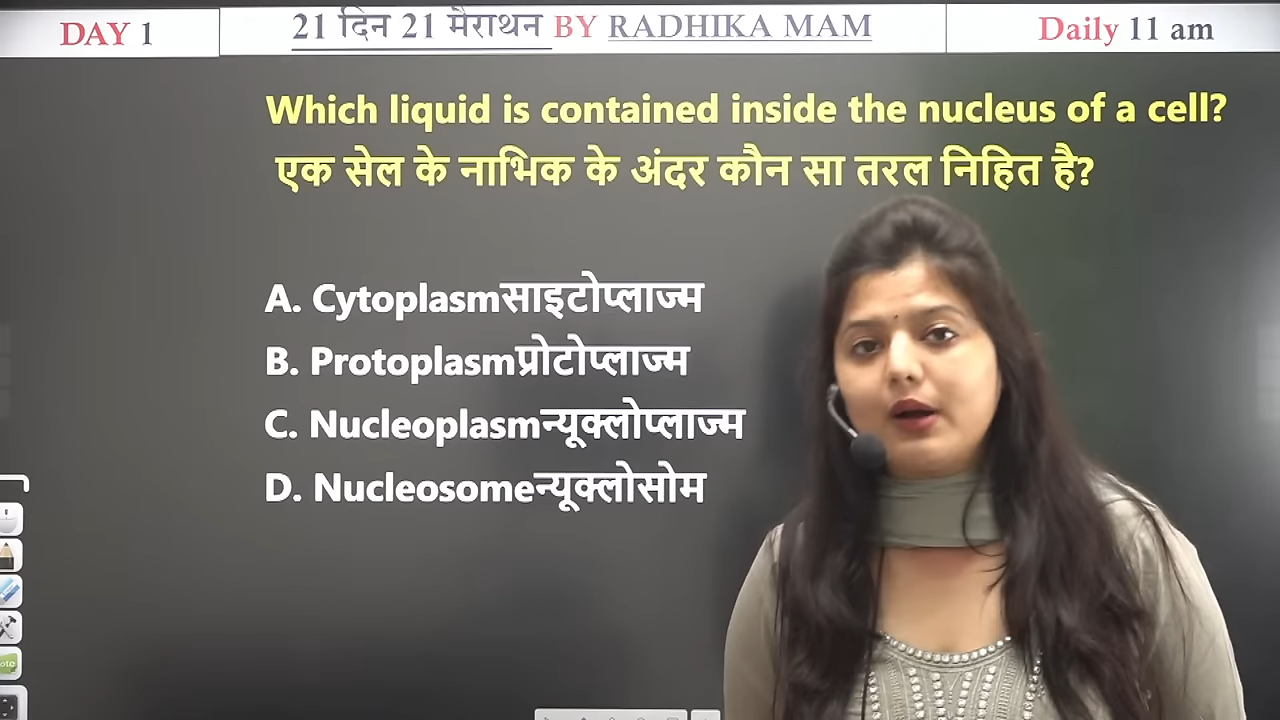 DAY 1
21 दिन 21 मैराथन BY RADHIKA MAM
Daily 11 am
Which liquid is contained inside the nucleus of a cell?
एक सेल के नाभिक के अंदर कौन सा तरल निहित है?
A. Cytoplasmसाइटोप्लाज्म
B. Protoplasmप्रोटोप्लाज्म
C. Nucleoplasmन्यूक्लोप्लाज्म
D. Nucleosomeन्यूक्लोसोम
ote